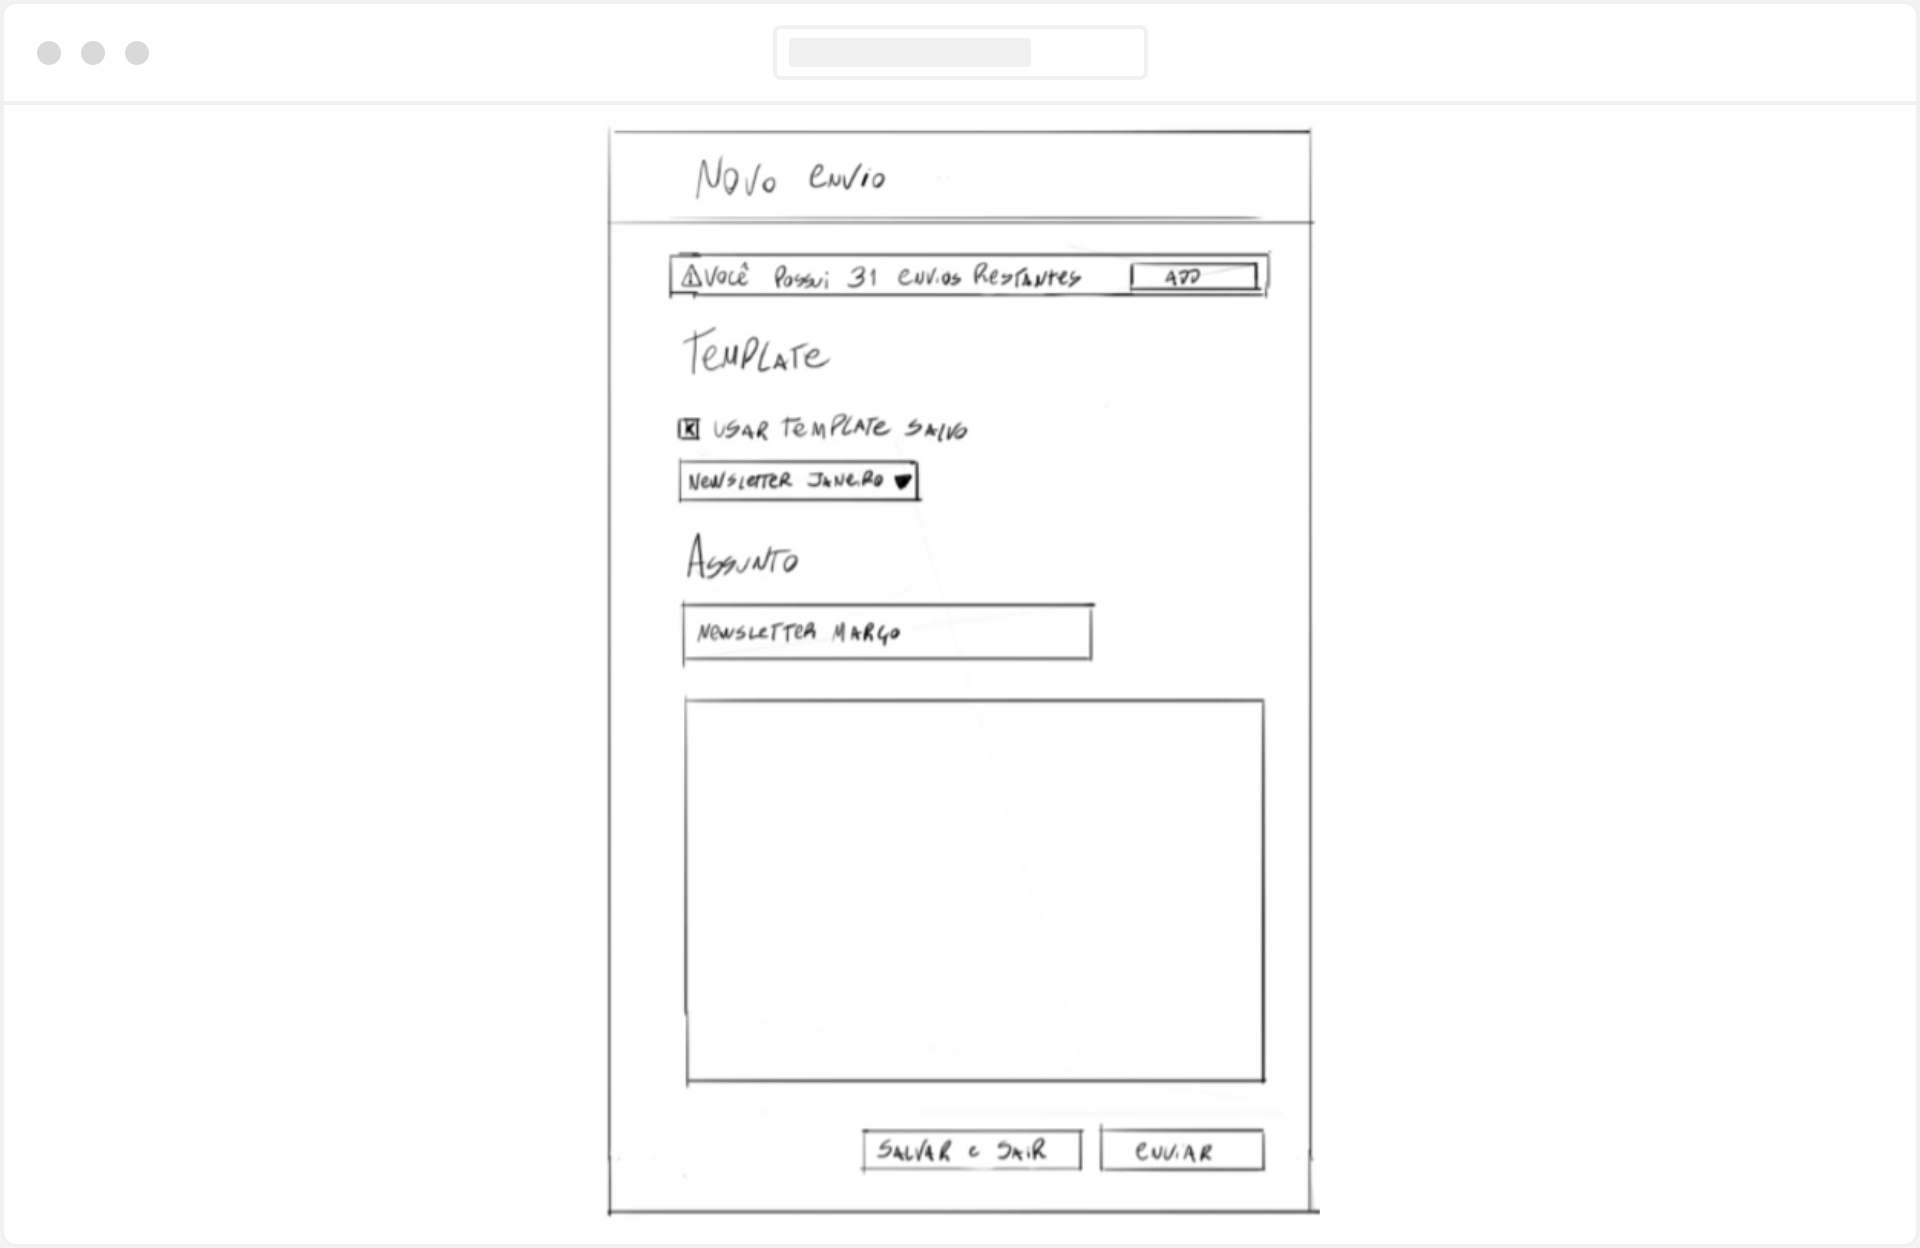 Novo envio
Você possui 31 envios restantes
ADD
Template
Usar template salvo
Newsletter Janeiro
Assunto
Newsletter Março
Salvar e sair
Enviar